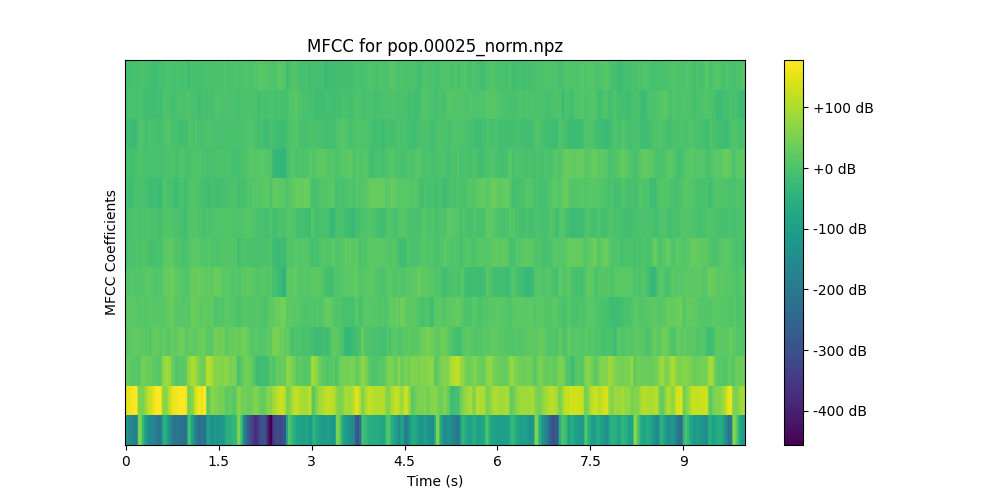 MFCC for pop.00025_norm.npz
MFCC Coefficients
0 1.5 3 4.5 6 7.5 9
Time (s)
+100 dB
+0 dB
-100 dB
-200 dB
-300 dB
-400 dB